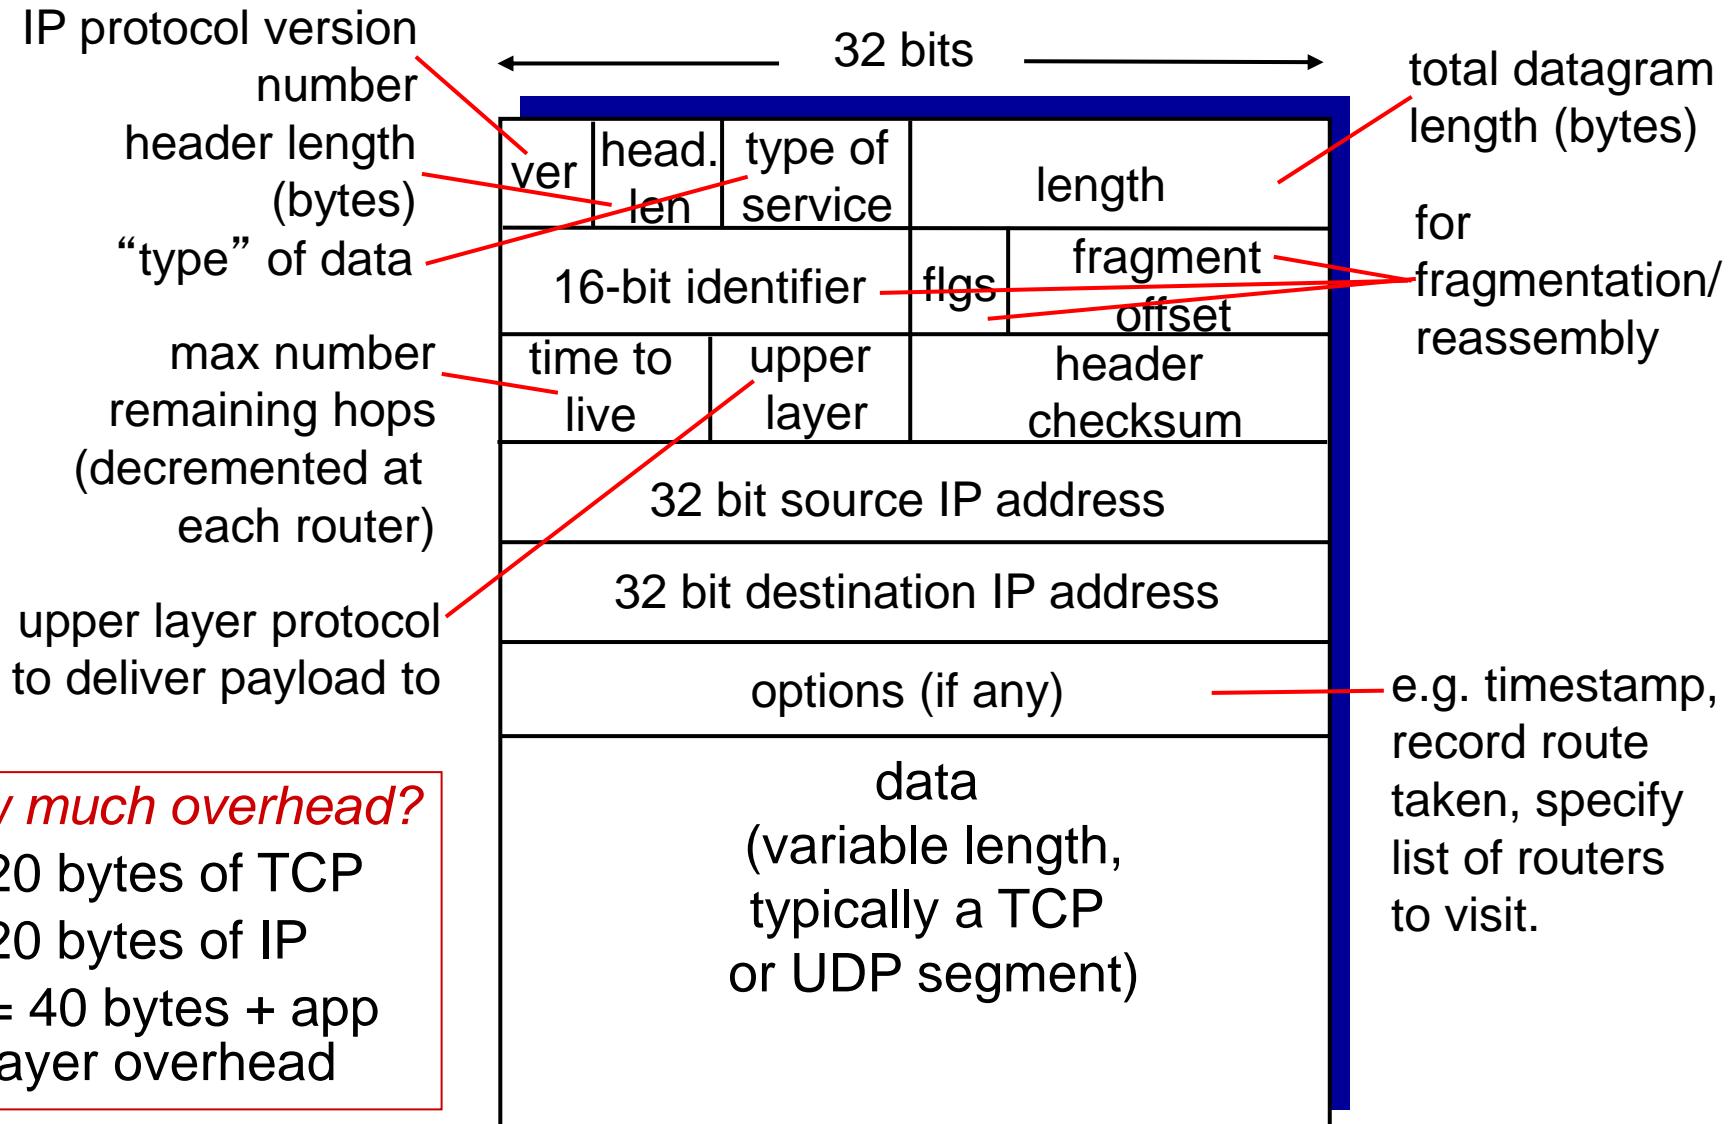 IP protocol version
number
header length
(bytes)
“type” of data
max number
remaining hops
(decremented at
each router)
upper layer protocol
to deliver payload to
much overhead?
20 bytes of TCP
20 bytes of IP
= 40 bytes + app
overhead
32 bits
ver
head.
len
type of
service
length
16-bit identifier
flgs
fragment
offset
time to
live
upper
layer
header
checksum
32 bit source IP address
32 bit destination IP address
options (if any)
data
(variable length,
typically a TCP
or UDP segment)
total datagram
length (bytes)
for
fragmentation/
reassembly
e.g. timestamp,
record route
taken, specify
list of routers
to visit.